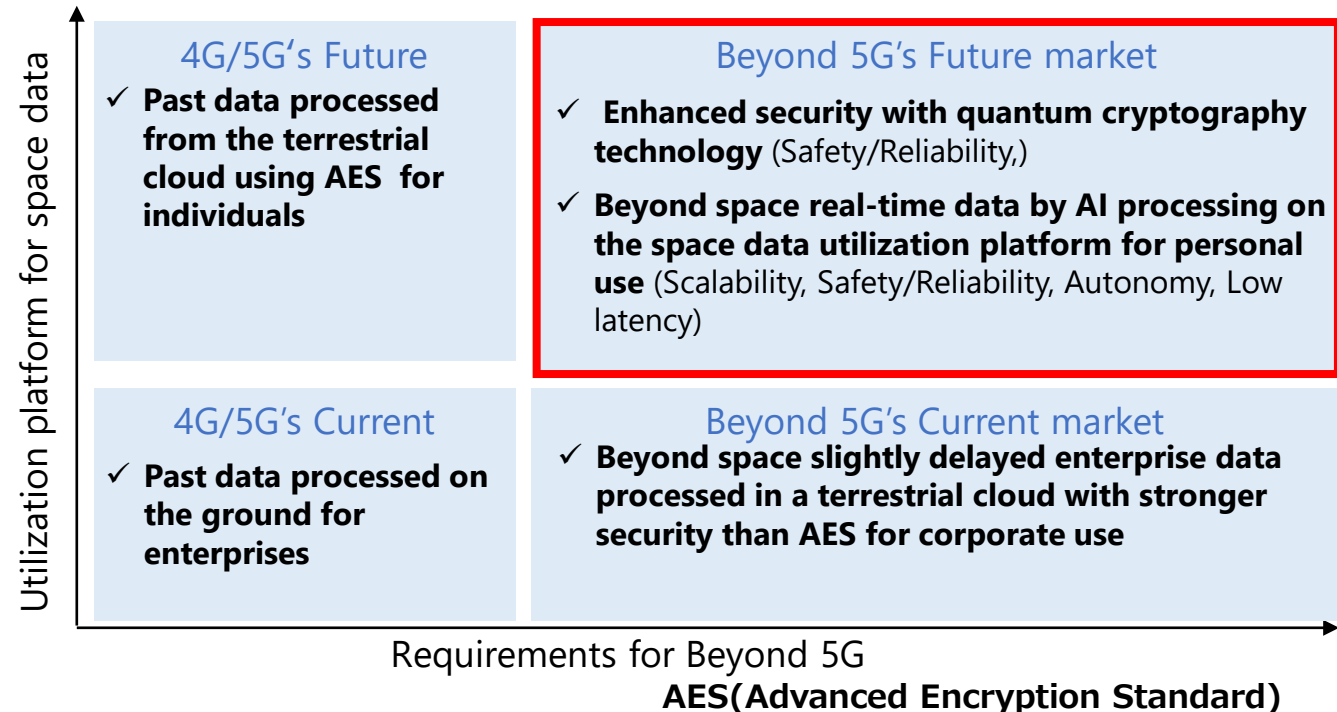 Utilization platform for space data
4G/5G‘s Future
✓ Past data processed
from the terrestrial
cloud using AES for
individuals
Beyond 5G’s Future market
✓ Enhanced security with quantum cryptography
technology (Safety/Reliability,)
✓ Beyond space real-time data by AI processing on
the space data utilization platform for personal
use (Scalability, Safety/Reliability, Autonomy, Low
latency)
4G/5G’s Current
✓ Past data processed on
the ground for
enterprises
Beyond 5G’s Current market
✓ Beyond space slightly delayed enterprise data
processed in a terrestrial cloud with stronger
security than AES for corporate use
Requirements for Beyond 5G
AES(Advanced Encryption Standard)